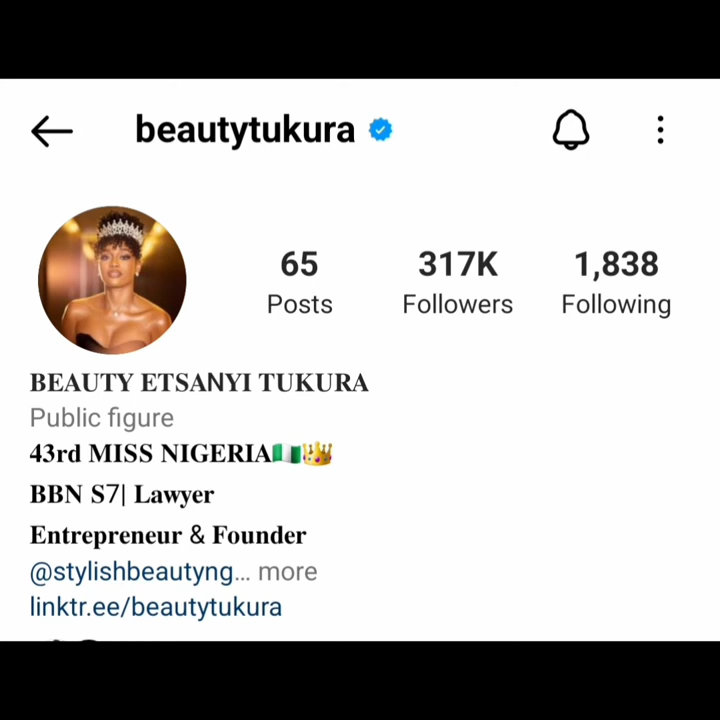 beautytukura
65 317K 1,838
Posts Followers Following
BEAUTY ETSANYI TUKURA
Public figure
43rd MISS NIGERIA🇳🇬👑
BBN S7| Lawyer
Entrepreneur & Founder
@stylishbeautyng... more
linktr.ee/beautytukura